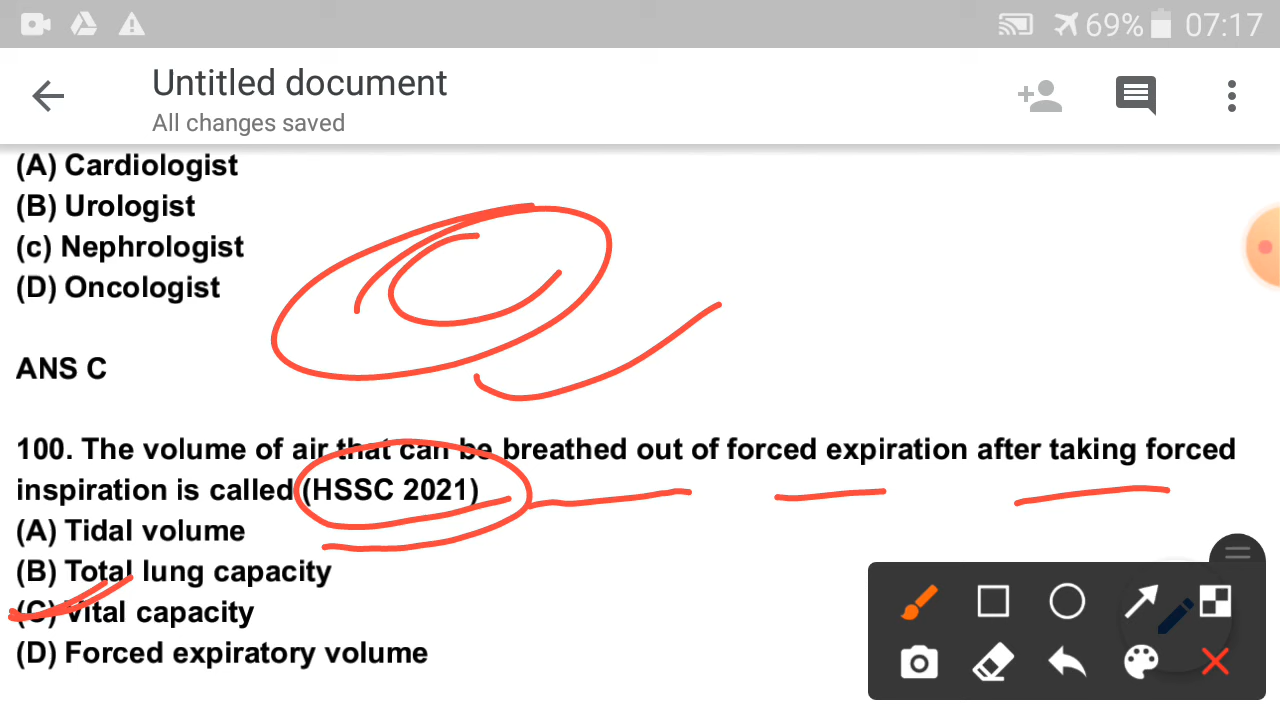 69% 07:17
Untitled document
All changes saved
(A) Cardiologist
(B) Urologist
(c) Nephrologist
(D) Oncologist
ANS C
100. The volume of air that can be breathed out of forced expiration after taking forced
inspiration is called (HSSC 2021)
(A) Tidal volume
(B) Total lung capacity
(C) Vital capacity
(D) Forced expiratory volume